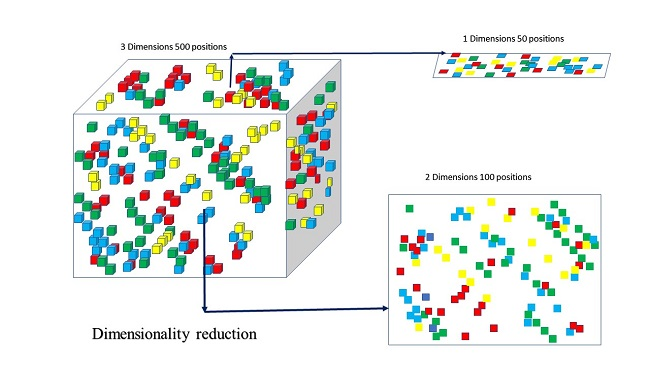 3 Dimensions 500 positions
1 Dimensions 50 positions
2 Dimensions 100 positions
Dimensionality reduction